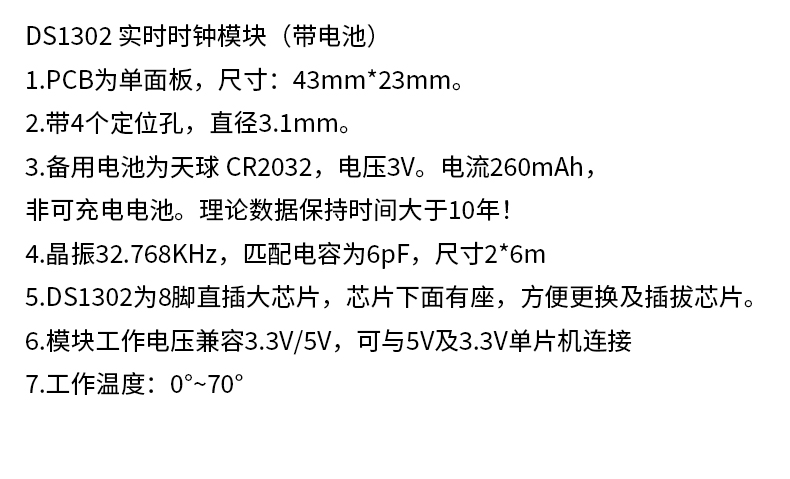 DS1302 实时时钟模块（带电池）
1.PCB为单面板，尺寸：43mm*23mm。
2.带4个定位孔，直径3.1mm。
3.备用电池为天球 CR2032，电压3V。电流260mAh，
非可充电电池。理论数据保持时间大于10年！
4.晶振32.768KHz，匹配电容为6pF，尺寸2*6m
5.DS1302为8脚直插大芯片，芯片下面有座，方便更换及插拔芯片。
6.模块工作电压兼容3.3V/5V，可与5V及3.3V单片机连接
7.工作温度：0°~70°